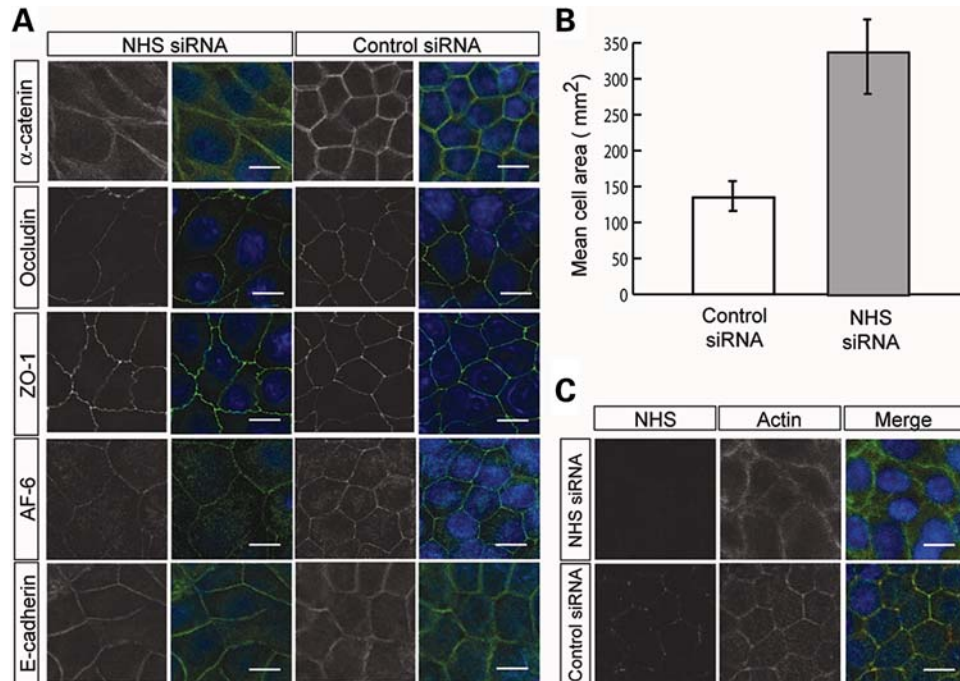 A
NHS siRNA
Control siRNA
α-catenin
Occludin
ZO-1
AF-6
E-cadherin
B
Mean cell area ( mm²)
350
300
250
200
150
100
50
0
Control
siRNA
NHS
siRNA
C
NHS
Actin
Merge
NHS siRNA
Control siRNA